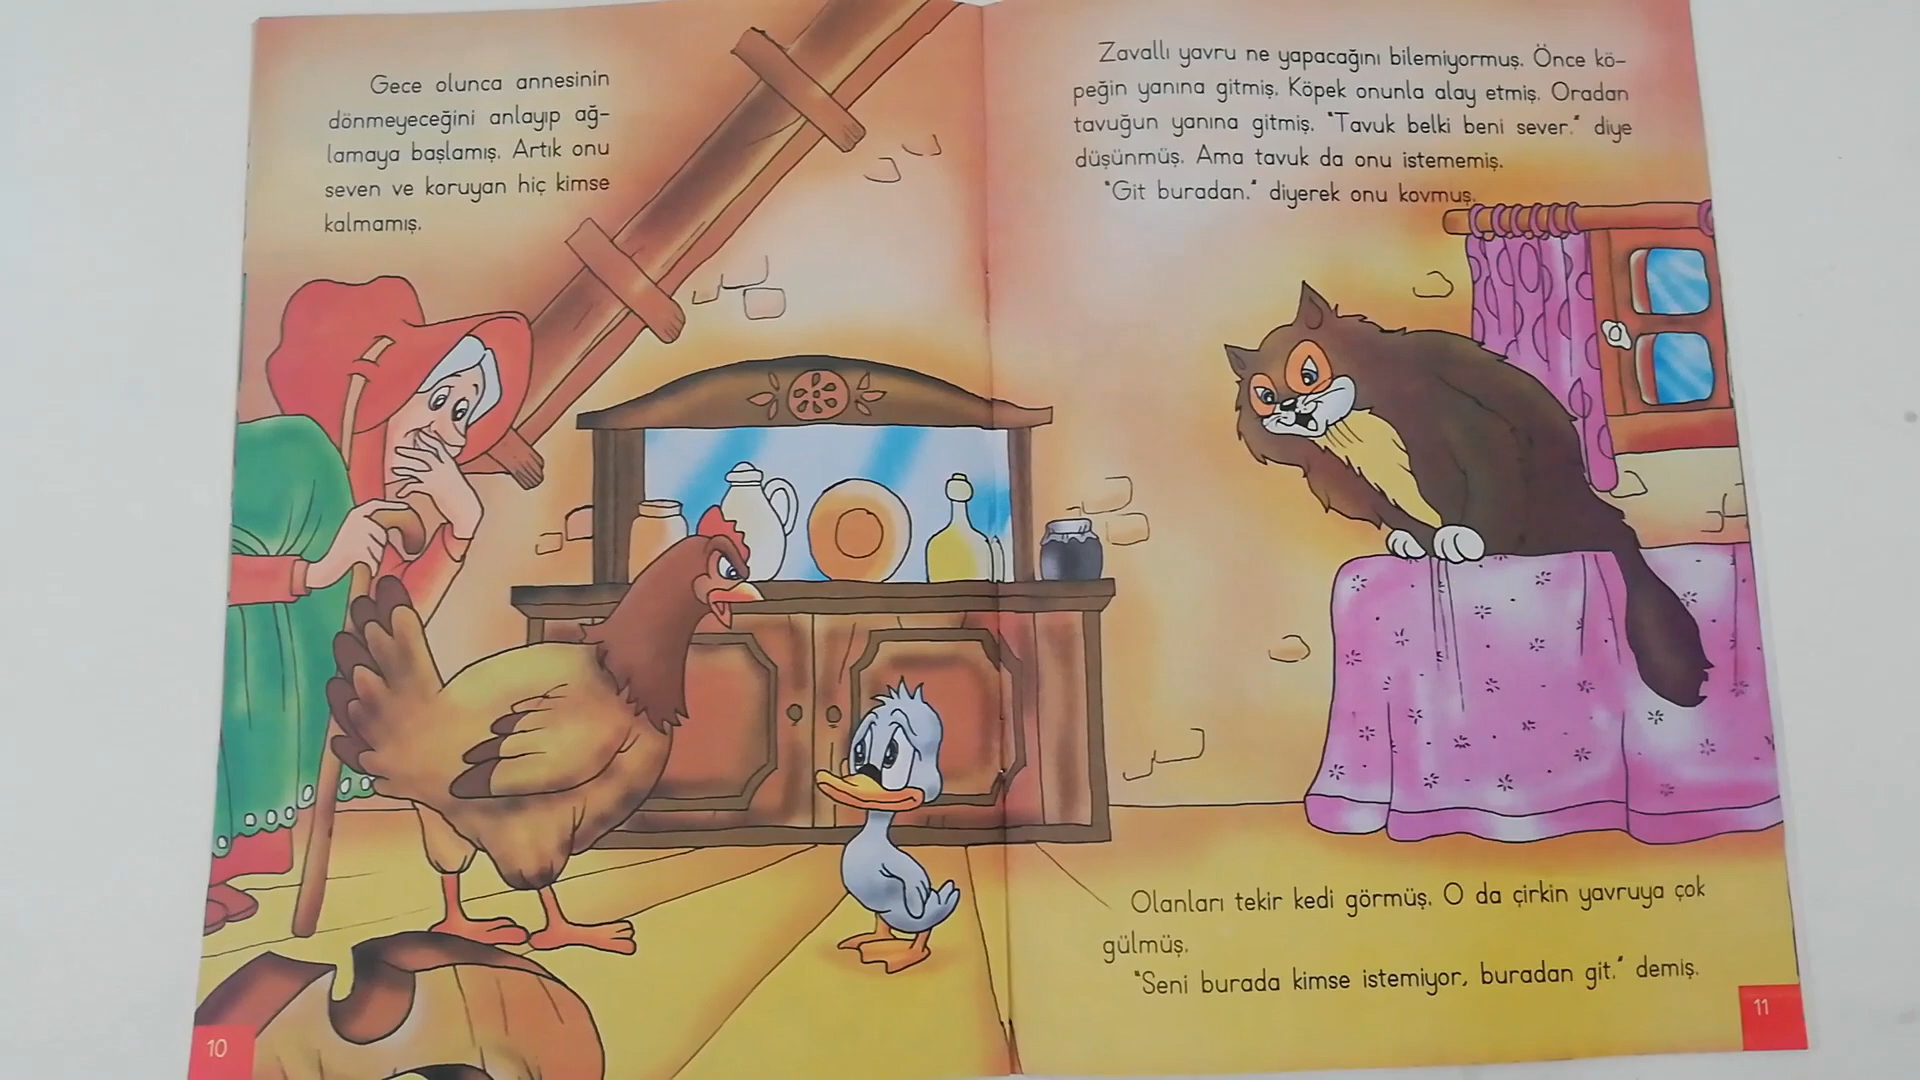 Gece olunca annesinin
dönmeyeceğini anlayıp ağ-
lamaya başlamış. Artık onu
seven ve koruyan hiç kimse
kalmamış.
10
Zavallı yavru ne yapacağını bilemiyormuş. Önce kö-
peğin yanına gitmiş. Köpek onunla alay etmiş. Oradan
tavuğun yanına gitmiş. "Tavuk belki beni sever." diye
düşünmüş. Ama tavuk da onu istememiş.
"Git buradan." diyerek onu kovmuş.
Olanları tekir kedi görmüş. O da çirkin yavruya çok
gülmüş.
"Seni burada kimse istemiyor, buradan git." demiş.
11